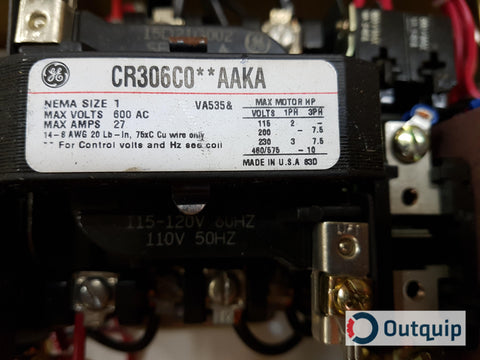 15D21G002
GE CR306C0**AAKA
NEMA SIZE 1 VA535&
MAX VOLTS 600 AC
MAX AMPS 27
14-8 AWG 20 Lb-in, 75xC Cu wire only
** For Control volts and Hz see coil
MAX MOTOR HP
VOLTS 1PH 3PH
115 2 -
200 - 7.5
230 3 7.5
460/575 - 10
MADE IN U.S.A 83D
115-120V 60HZ
110V 50HZ
Outquip